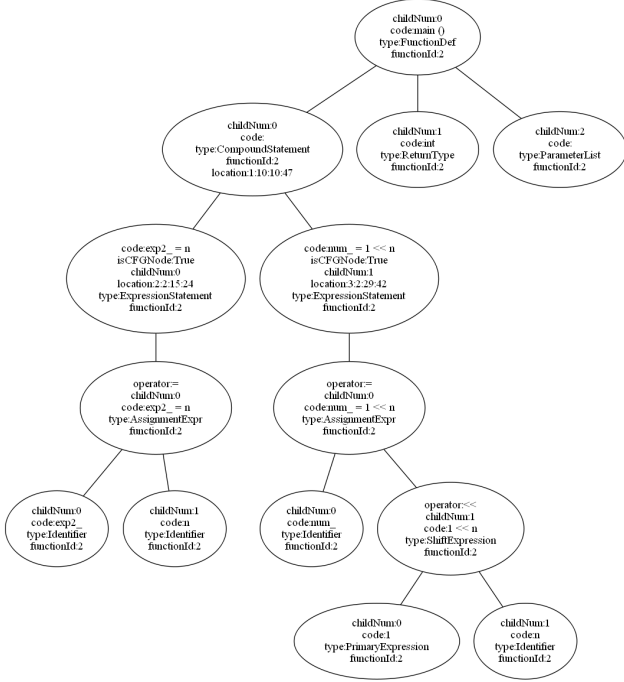 childNum:0
code:main ()
type:FunctionDef
functionId:2
childNum:0
code:
type:CompoundStatement
functionId:2
location:1:10:10:47
childNum:1
code:int
type:ReturnType
functionId:2
childNum:2
code:
type:ParameterList
functionId:2
code:exp2_ = n
isCFGNode:True
childNum:0
location:2:2:15:24
type:ExpressionStatement
functionId:2
code:num_ = 1 << n
isCFGNode:True
childNum:1
location:3:2:29:42
type:ExpressionStatement
functionId:2
operator:=
childNum:0
code:exp2_ = n
type:AssignmentExpr
functionId:2
operator:=
childNum:0
code:num_ = 1 << n
type:AssignmentExpr
functionId:2
childNum:0
code:exp2_
type:Identifier
functionId:2
childNum:1
code:n
type:Identifier
functionId:2
childNum:0
code:num_
type:Identifier
functionId:2
operator:<<
childNum:1
code:1 << n
type:ShiftExpression
functionId:2
childNum:0
code:1
type:PrimaryExpression
functionId:2
childNum:1
code:n
type:Identifier
functionId:2